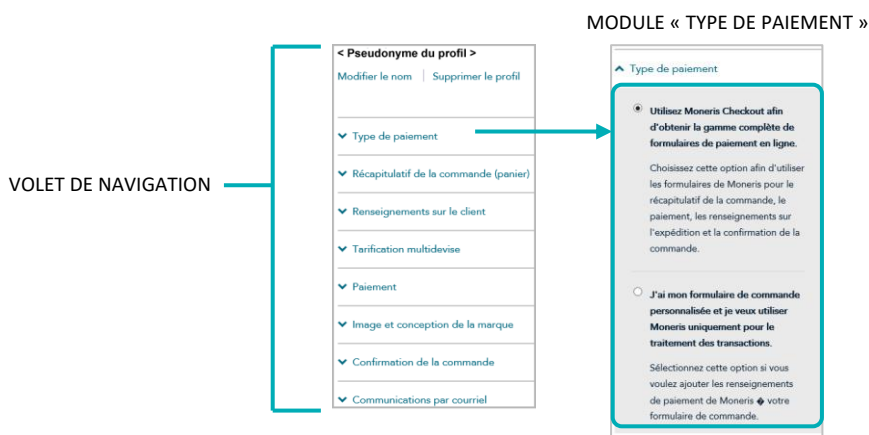 MODULE « TYPE DE PAIEMENT »
< Pseudonyme du profil >
Modifier le nom | Supprimer le profil
Type de paiement
Récapitulatif de la commande (panier)
Renseignements sur le client
Tarification multidevise
Paiement
Image et conception de la marque
Confirmation de la commande
Communications par courriel
VOLET DE NAVIGATION
Type de paiement
Utilisez Moneris Checkout afin
d'obtenir la gamme complète de
formulaires de paiement en ligne.
Choisissez cette option afin d'utiliser
les formulaires de Moneris pour le
récapitulatif de la commande, le
paiement, les renseignements sur
l'expédition et la confirmation de la
commande.
J'ai mon formulaire de commande
personnalisée et je veux utiliser
Moneris uniquement pour le
traitement des transactions.
Sélectionnez cette option si vous
voulez ajouter les renseignements
de paiement de Moneris � votre
formulaire de commande.